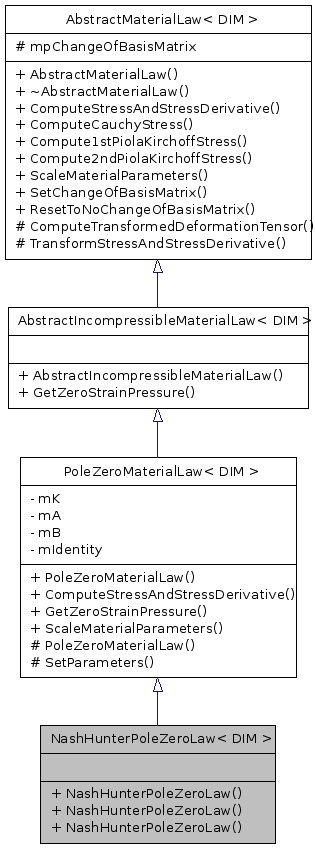 AbstractMaterialLaw< DIM >
# mpChangeOfBasisMatrix
+ AbstractMaterialLaw()
+ ~AbstractMaterialLaw()
+ ComputeStressAndStressDerivative()
+ ComputeCauchyStress()
+ Compute1stPiolaKirchoffStress()
+ Compute2ndPiolaKirchoffStress()
+ ScaleMaterialParameters()
+ SetChangeOfBasisMatrix()
+ ResetToNoChangeOfBasisMatrix()
# ComputeTransformedDeformationTensor()
# TransformStressAndStressDerivative()
AbstractIncompressibleMaterialLaw< DIM >
+ AbstractIncompressibleMaterialLaw()
+ GetZeroStrainPressure()
PoleZeroMaterialLaw< DIM >
- mK
- mA
- mB
- mIdentity
+ PoleZeroMaterialLaw()
+ ComputeStressAndStressDerivative()
+ GetZeroStrainPressure()
+ ScaleMaterialParameters()
# PoleZeroMaterialLaw()
# SetParameters()
NashHunterPoleZeroLaw< DIM >
+ NashHunterPoleZeroLaw()
+ NashHunterPoleZeroLaw()
+ NashHunterPoleZeroLaw()